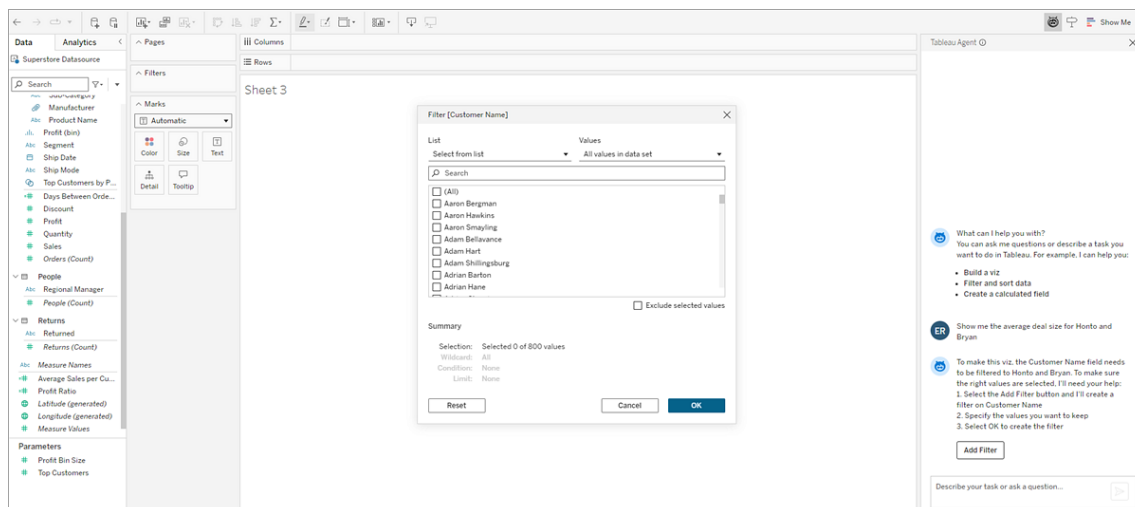 Show Me
Data
Analytics
Pages
Columns
Rows
Tableau Agent
Superstore Datasource
Filters
Search
Sheet 3
Marks
Automatic
Color
Size
Text
Detail
Tooltip
Sub-Category
Manufacturer
Product Name
Profit (bin)
Segment
Ship Date
Ship Mode
Top Customers by P...
Days Between Orde...
Discount
Profit
Quantity
Sales
Orders (Count)
People
Regional Manager
People (Count)
Returns
Returned
Returns (Count)
Measure Names
Average Sales per Cu...
Profit Ratio
Latitude (generated)
Longitude (generated)
Measure Values
Parameters
Profit Bin Size
Top Customers
Filter [Customer Name]
List
Values
Select from list
All values in data set
Search
(All)
Aaron Bergman
Aaron Hawkins
Aaron Smayling
Adam Bellavance
Adam Hart
Adam Shillingsburg
Adrian Barton
Adrian Hane
Exclude selected values
Summary
Selection: Selected 0 of 800 values
Wildcard: All
Condition: None
Limit: None
Reset
Cancel
OK
What can I help you with?
You can ask me questions or describe a task you
want to do in Tableau. For example, I can help you:
• Build a viz
• Filter and sort data
• Create a calculated field
ER
Show me the average deal size for Honto and
Bryan
To make this viz, the Customer Name field needs
to be filtered to Honto and Bryan. To make sure
the right values are selected, I'll need your help:
1. Select the Add Filter button and I'll create a
filter on Customer Name
2. Specify the values you want to keep
3. Select OK to create the filter
Add Filter
Describe your task or ask a question...